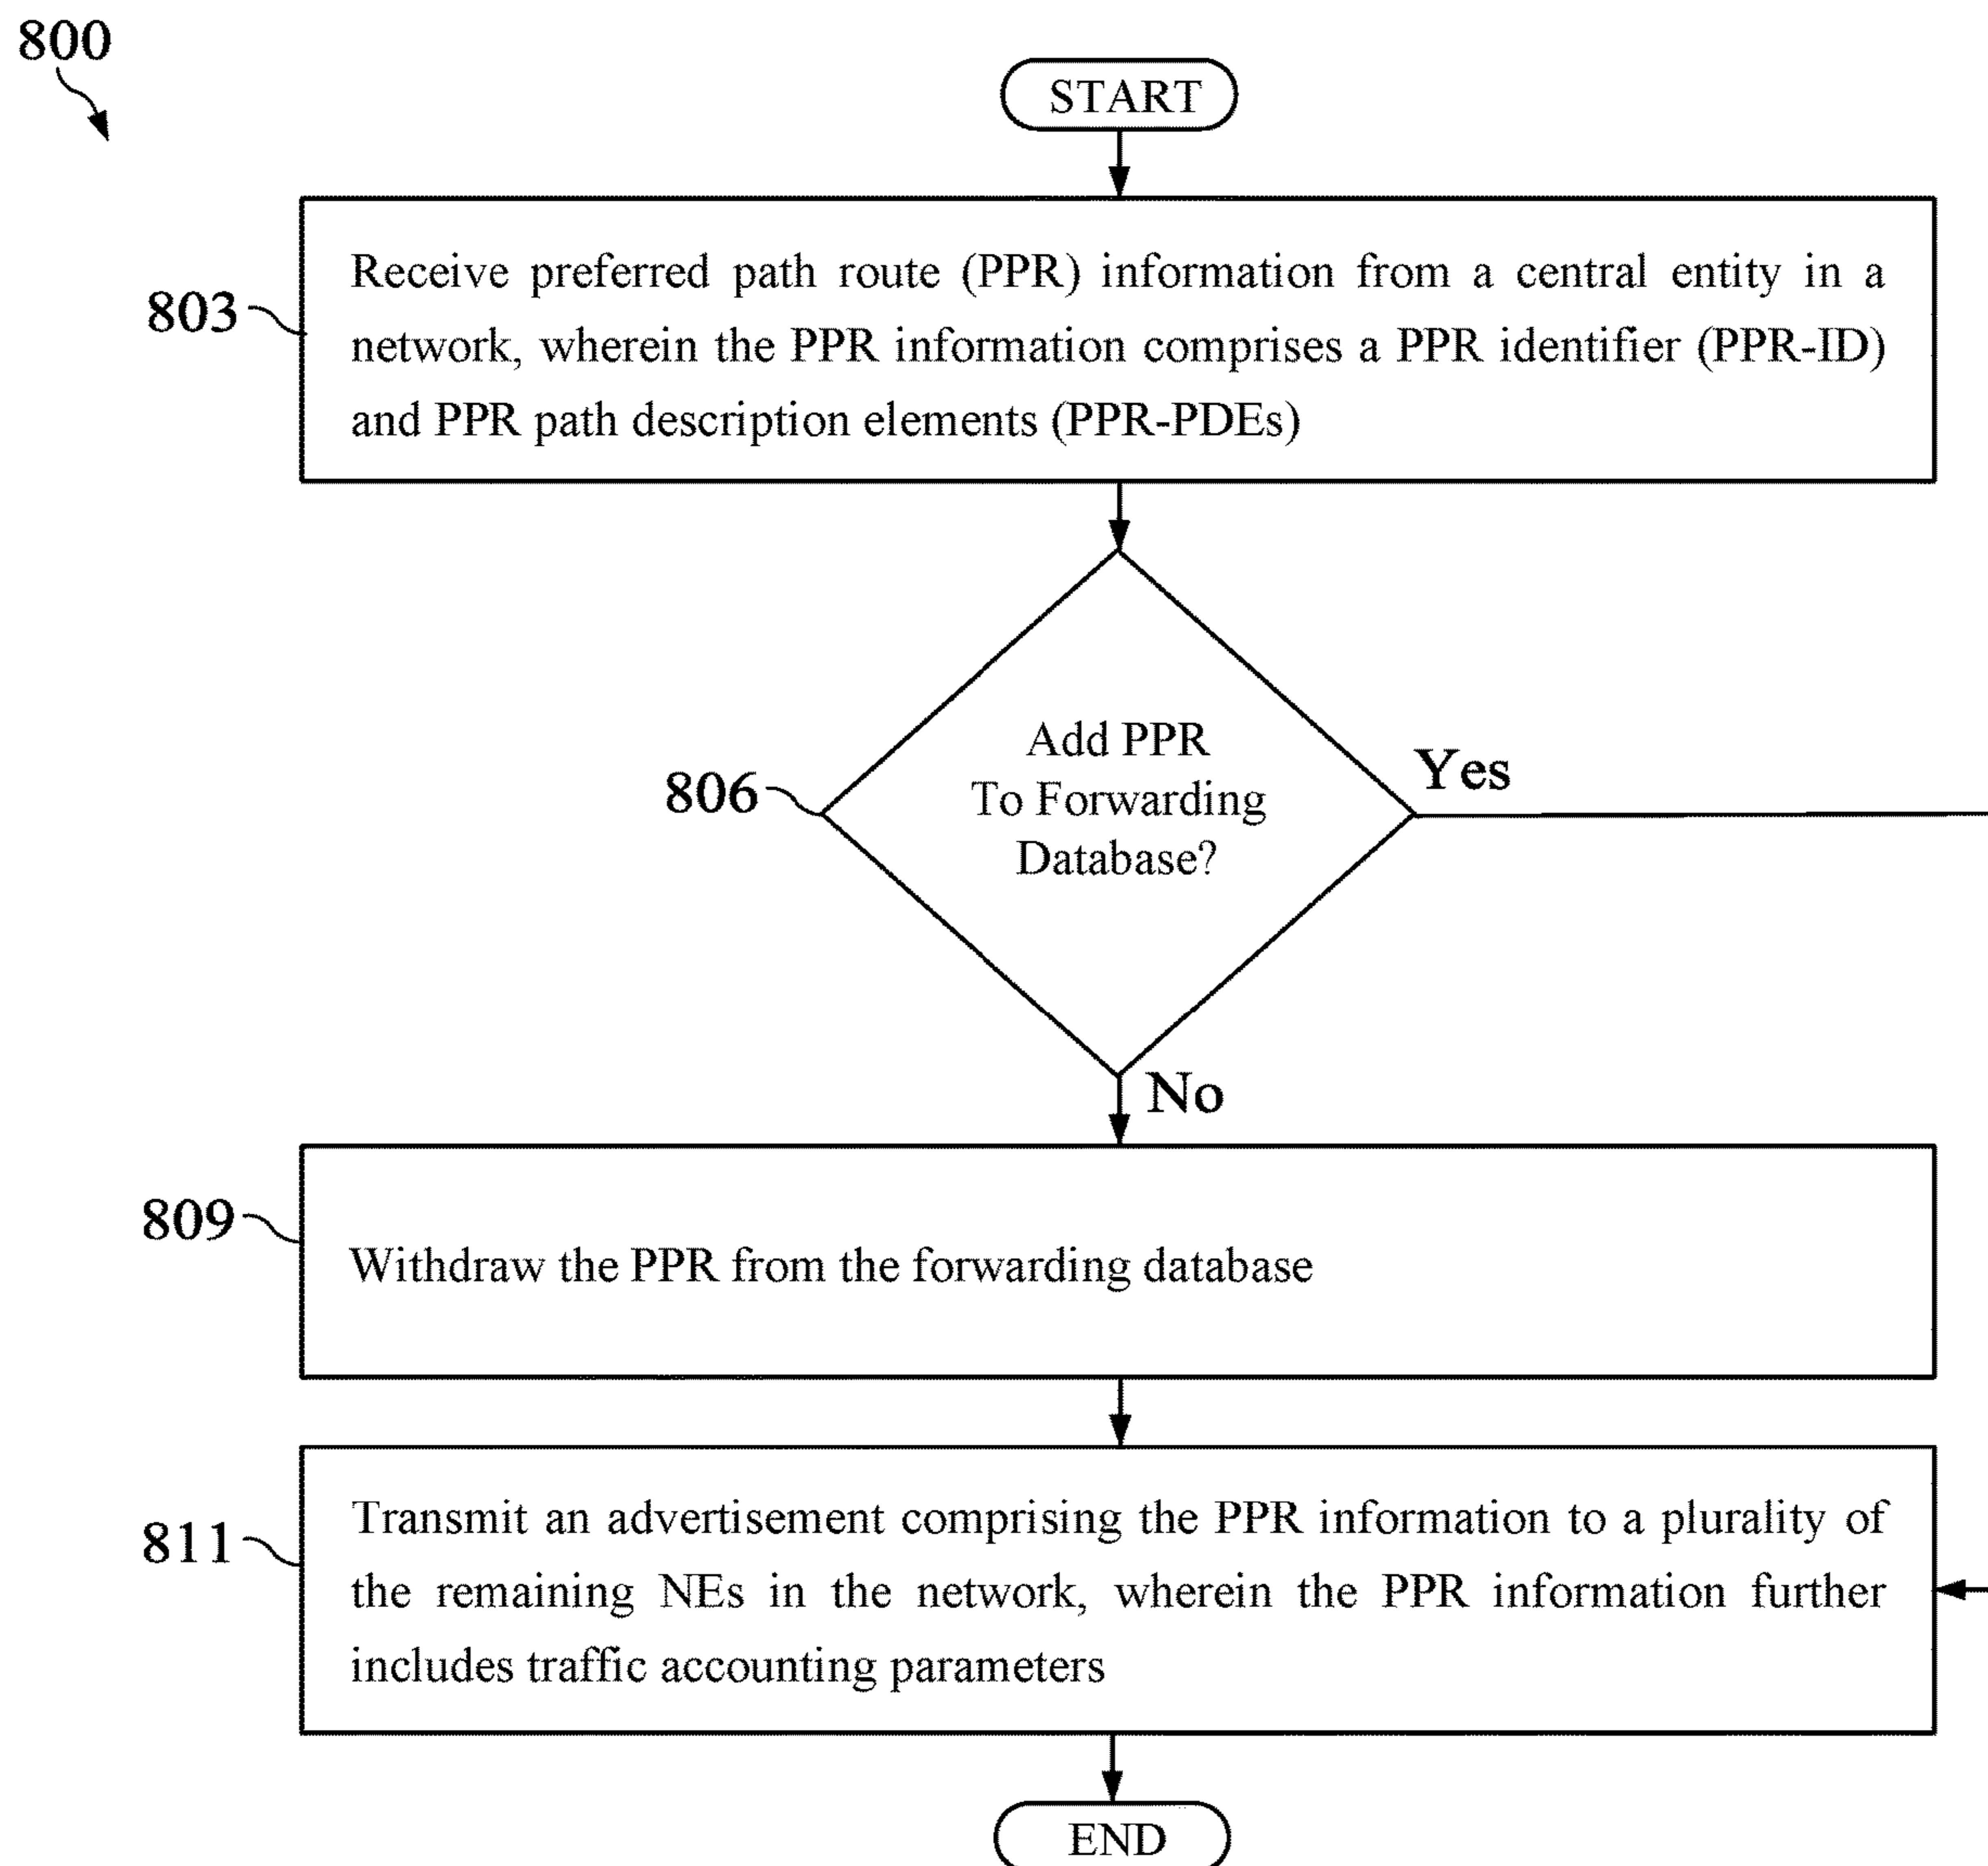 800
START
803
Receive preferred path route (PPR) information from a central entity in a
network, wherein the PPR information comprises a PPR identifier (PPR-ID)
and PPR path description elements (PPR-PDEs)
806
Add PPR
To Forwarding
Database?
Yes
No
809
Withdraw the PPR from the forwarding database
811
Transmit an advertisement comprising the PPR information to a plurality of
the remaining NEs in the network, wherein the PPR information further
includes traffic accounting parameters
END